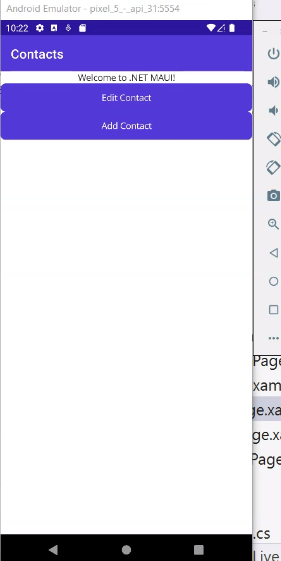 Android Emulator - pixel_5_-_api_31:5554
10:22
Contacts
Welcome to .NET MAUI!
Edit Contact
Add Contact
Page
xam
ge.xa
ge.xa
Page
.cs
Live